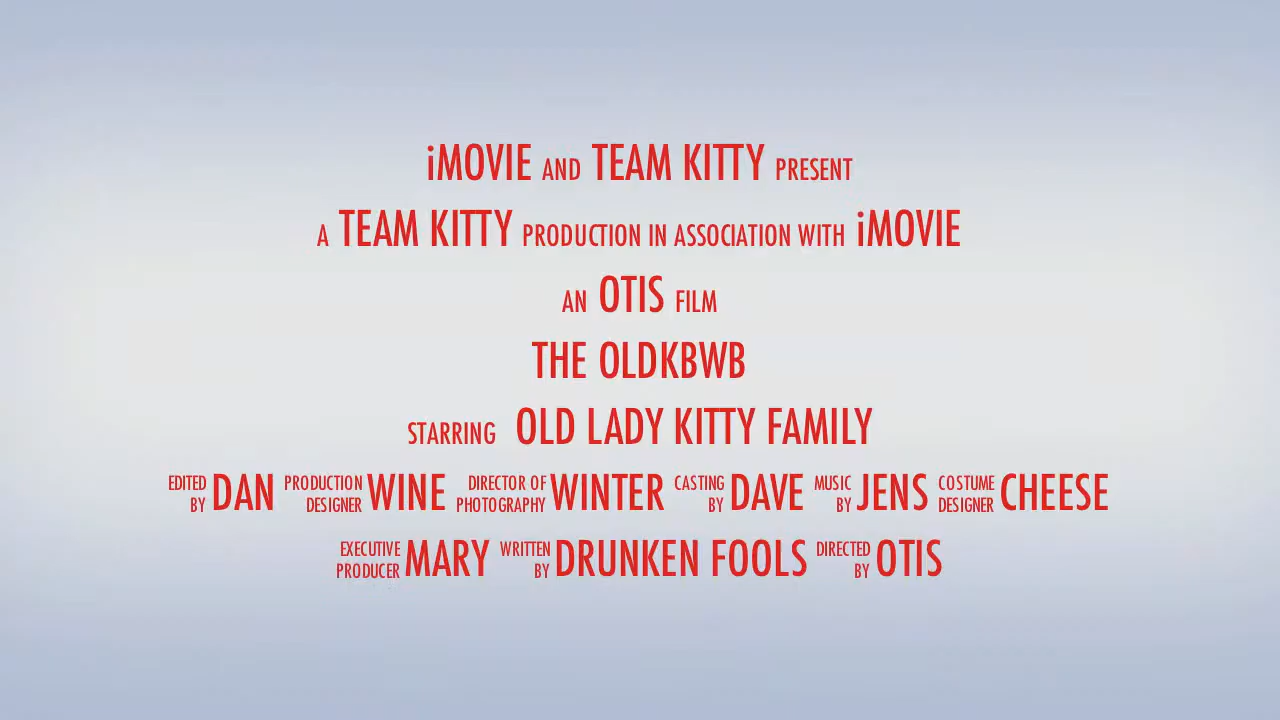 iMOVIE AND TEAM KITTY PRESENT
A TEAM KITTY PRODUCTION IN ASSOCIATION WITH iMOVIE
AN OTIS FILM
THE OLDKBWB
STARRING OLD LADY KITTY FAMILY
EDITED BY DAN PRODUCTION DESIGNER WINE DIRECTOR OF PHOTOGRAPHY WINTER CASTING BY DAVE MUSIC BY JENS COSTUME DESIGNER CHEESE
EXECUTIVE PRODUCER MARY WRITTEN BY DRUNKEN FOOLS DIRECTED BY OTIS